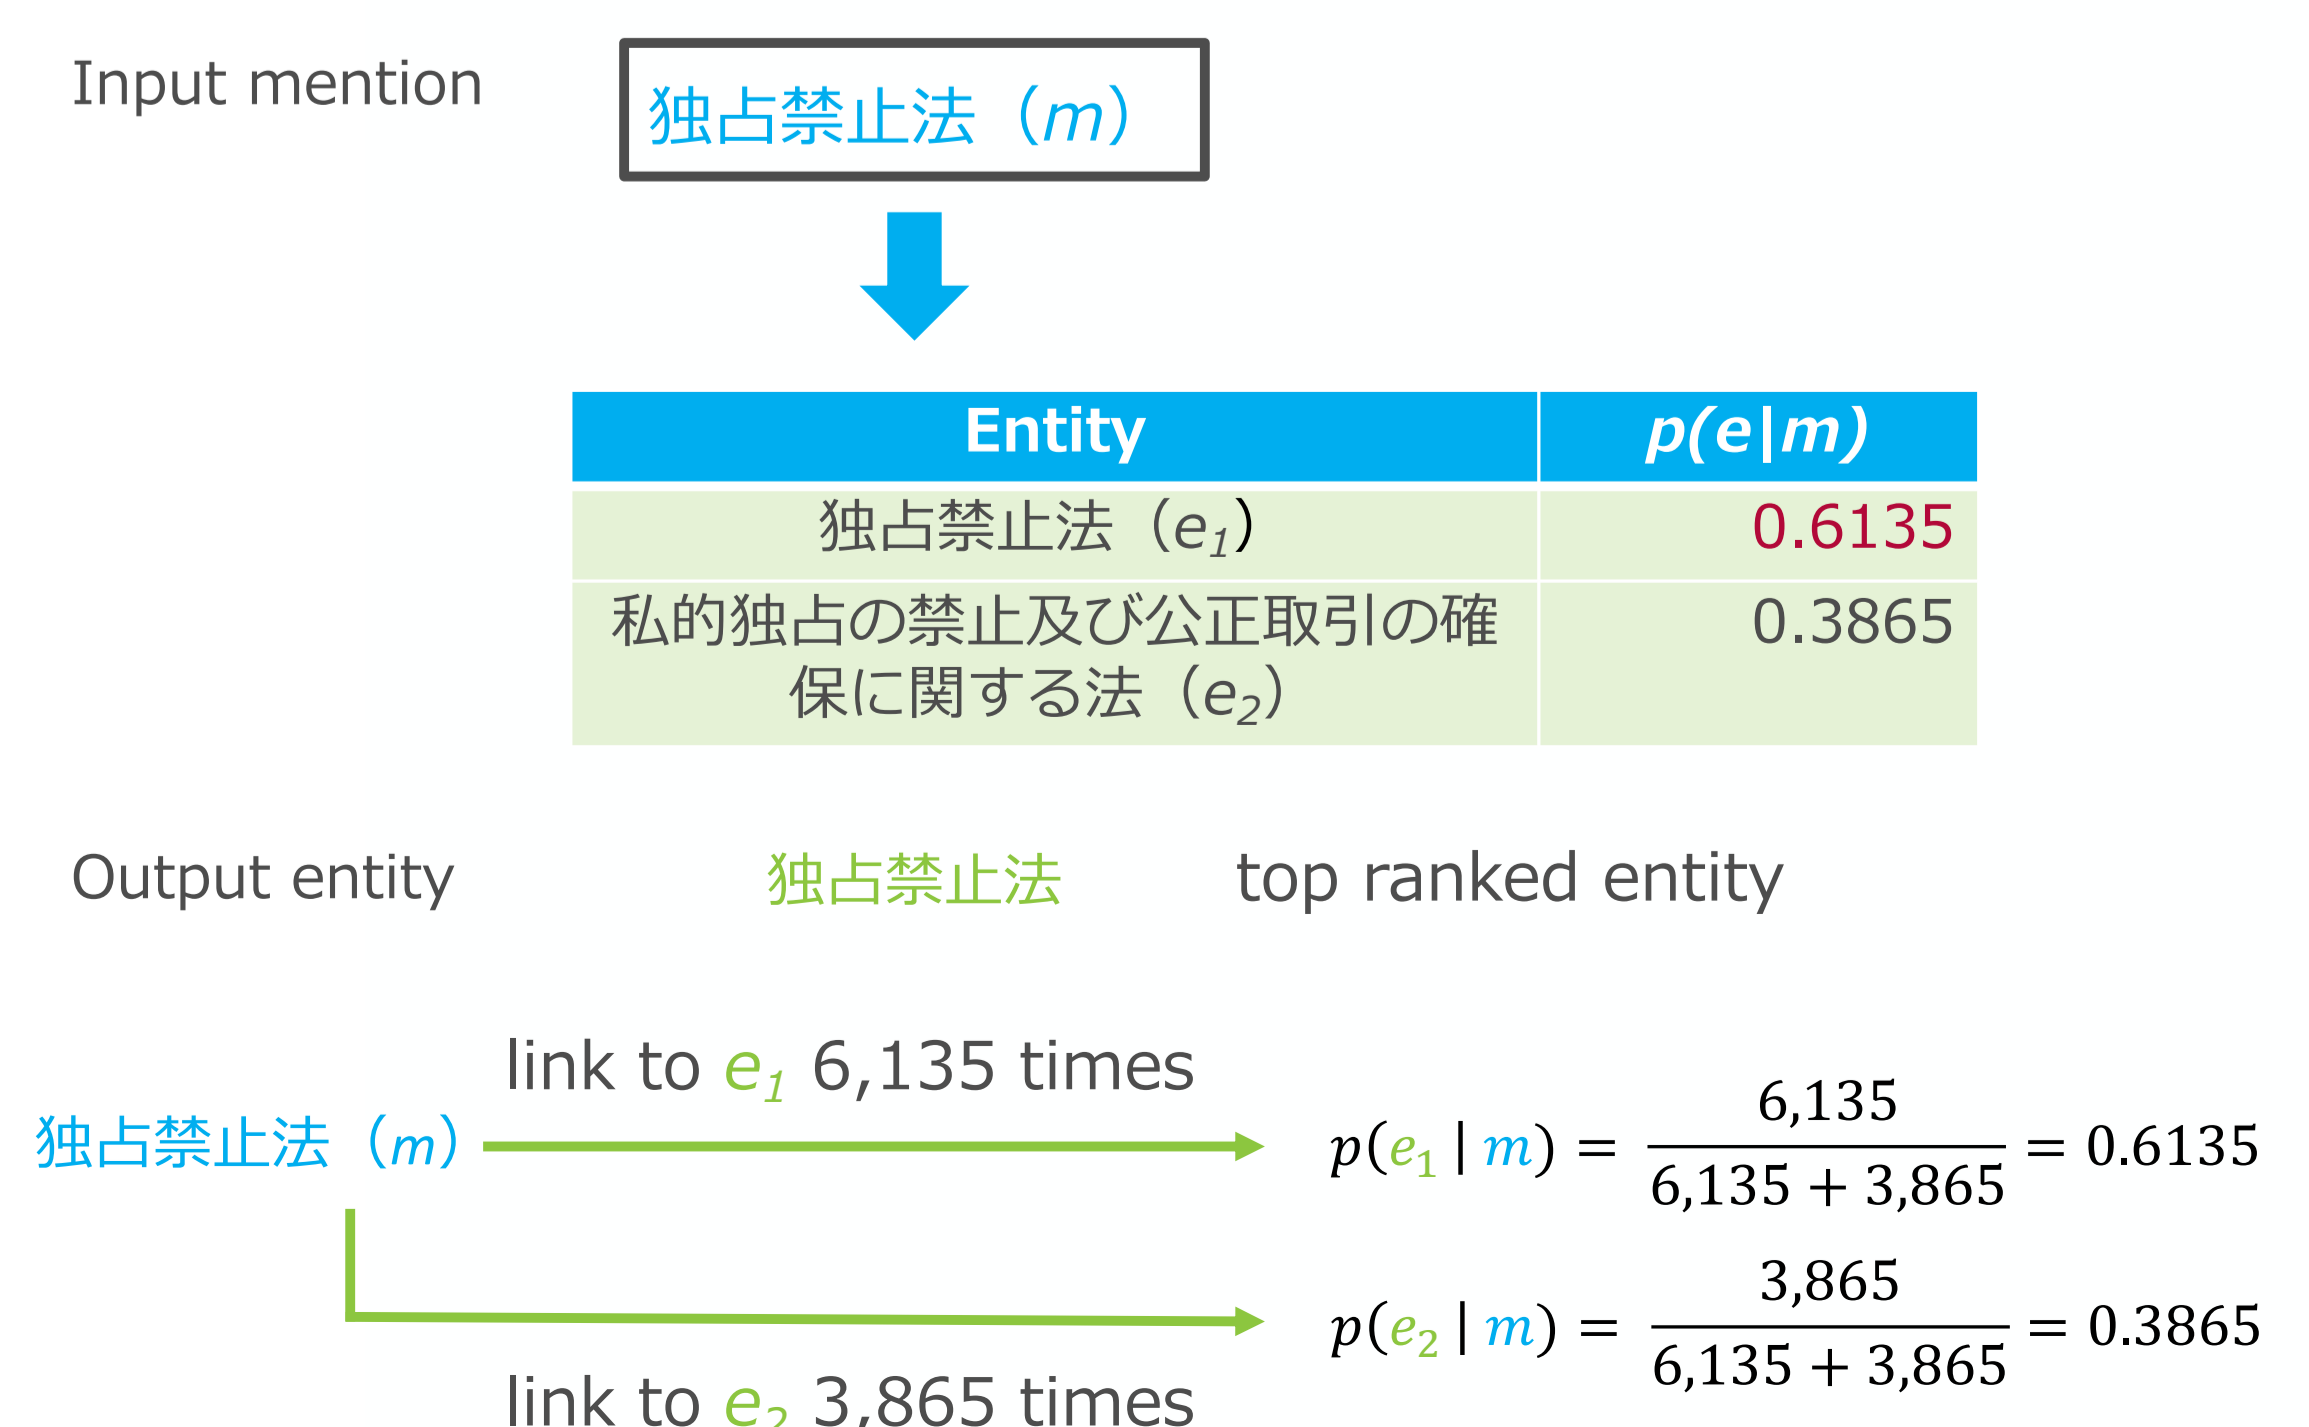 Input mention
独占禁止法（m）
Entity p(e|m)
独占禁止法（e₁） 0.6135
私的独占の禁止及び公正取引の確 0.3865
保に関する法（e₂）
Output entity 独占禁止法 top ranked entity
link to e₁ 6,135 times
独占禁止法（m）
p(e₁ | m) = 6,135 / 6,135 + 3,865 = 0.6135
p(e₂ | m) = 3,865 / 6,135 + 3,865 = 0.3865
link to e₂ 3,865 times